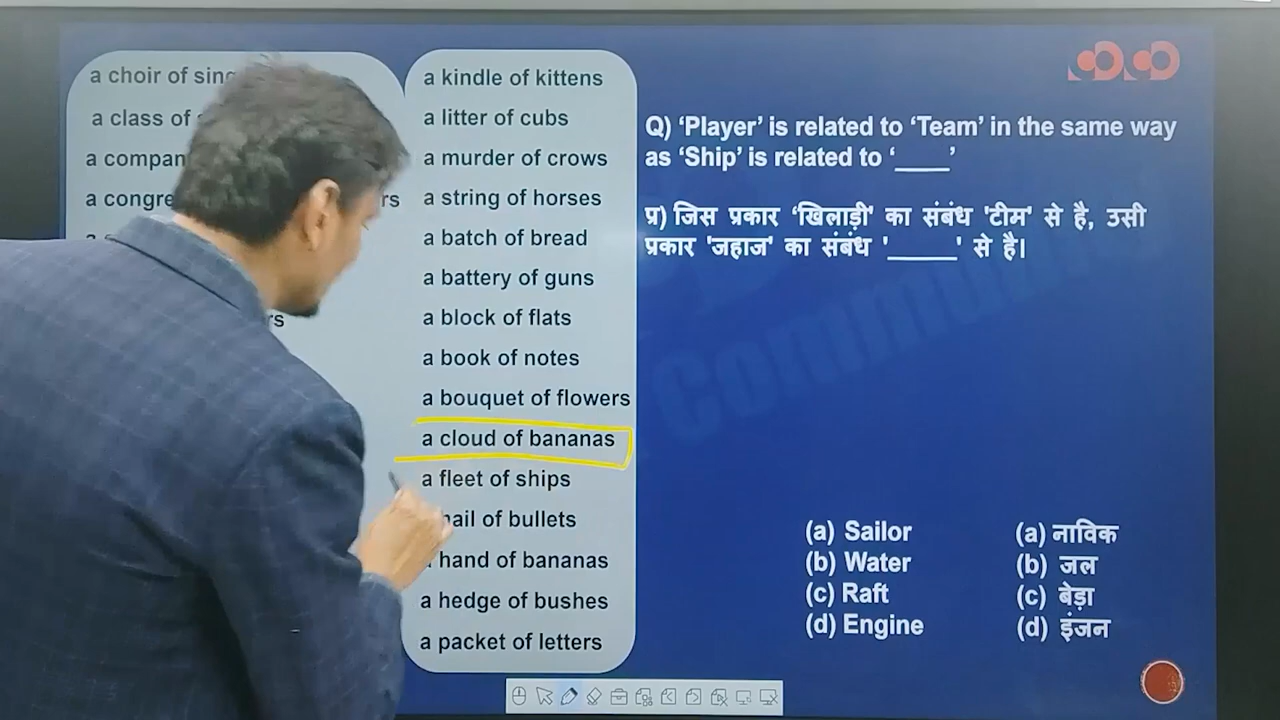 a choir of
a class of
a
a
rs
rs
a kindle of kittens
a litter of cubs
a murder of crows
a string of horses
a batch of bread
a battery of guns
a block of flats
a book of notes
a bouquet of flowers
a cloud of bananas
a fleet of ships
of bullets
hand of bananas
a hedge of bushes
a packet of letters
Q) ‘Player’ is related to ‘Team’ in the same way
as ‘Ship’ is related to ‘____’
प्र) जिस प्रकार ‘खिलाड़ी' का संबंध 'टीम' से है, उसी
प्रकार 'जहाज' का संबंध '_____' से है।
(a) Sailor (a) नाविक
(b) Water (b) जल
(c) Raft (c) बेड़ा
(d) Engine (d) इंजन